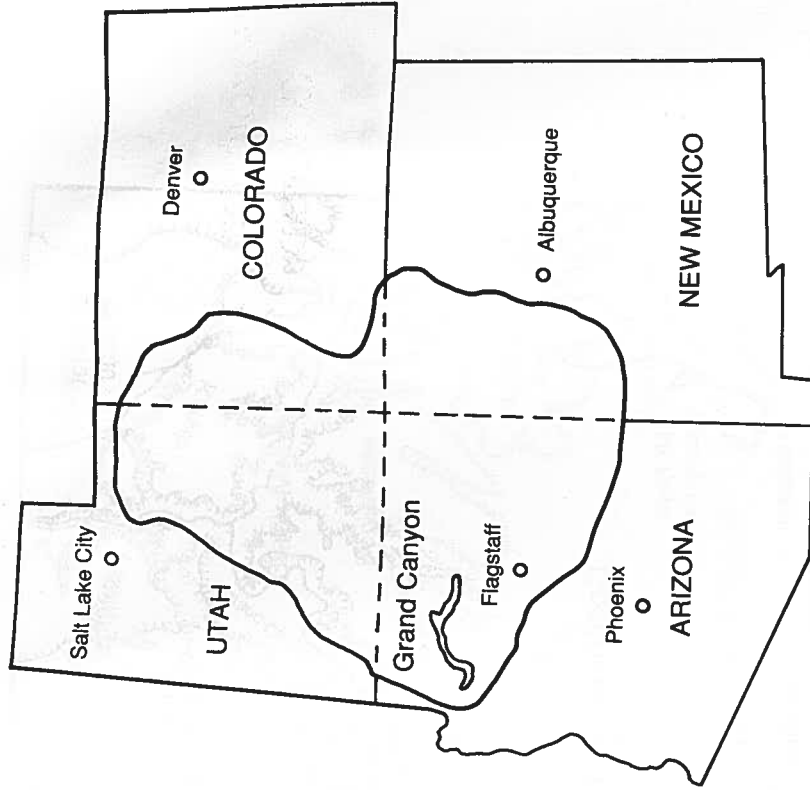 Salt Lake City
UTAH
Denver
COLORADO
Grand Canyon
Flagstaff
Phoenix
ARIZONA
Albuquerque
NEW MEXICO